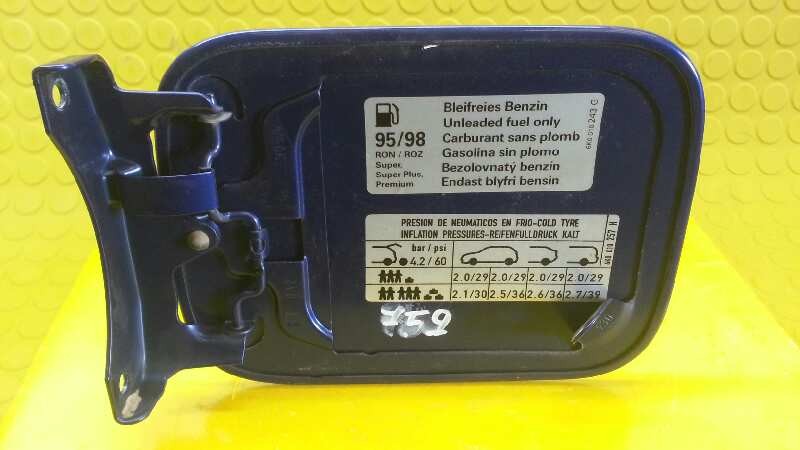 Bleifreies Benzin
Unleaded fuel only
95/98 Carburant sans plomb
RON / ROZ Gasolina sin plomo
Super, Bezolovnatý benzin
Super Plus, Endast blyfri bensin
Premium
243 G
PRESION DE NEUMATICOS EN FRIO-COLD TYRE
INFLATION PRESSURES-REIFENFULLDRUCK KALT
bar / psi
4.2 / 60
2.0/29 2.0/29 2.0/29 2.0/29
2.1/30 2.5/36 2.6/36 2.7/39
257 H